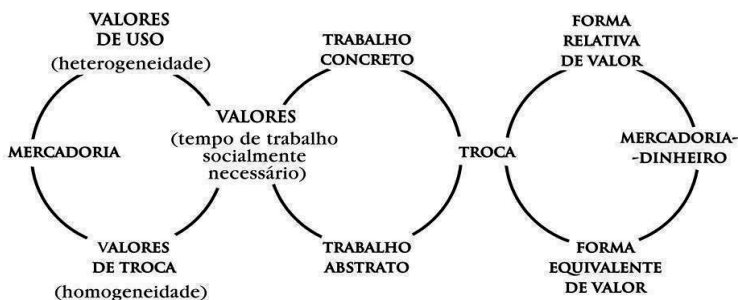 VALORES
DE USO
(heterogeneidade)
MERCADORIA
VALORES
DE TROCA
(homogeneidade)
VALORES
(tempo de trabalho
socialmente
necessário)
TRABALHO
CONCRETO
TRABALHO
ABSTRATO
TROCA
FORMA
RELATIVA
DE VALOR
FORMA
EQUIVALENTE
DE VALOR
MERCADORIA-
-DINHEIRO